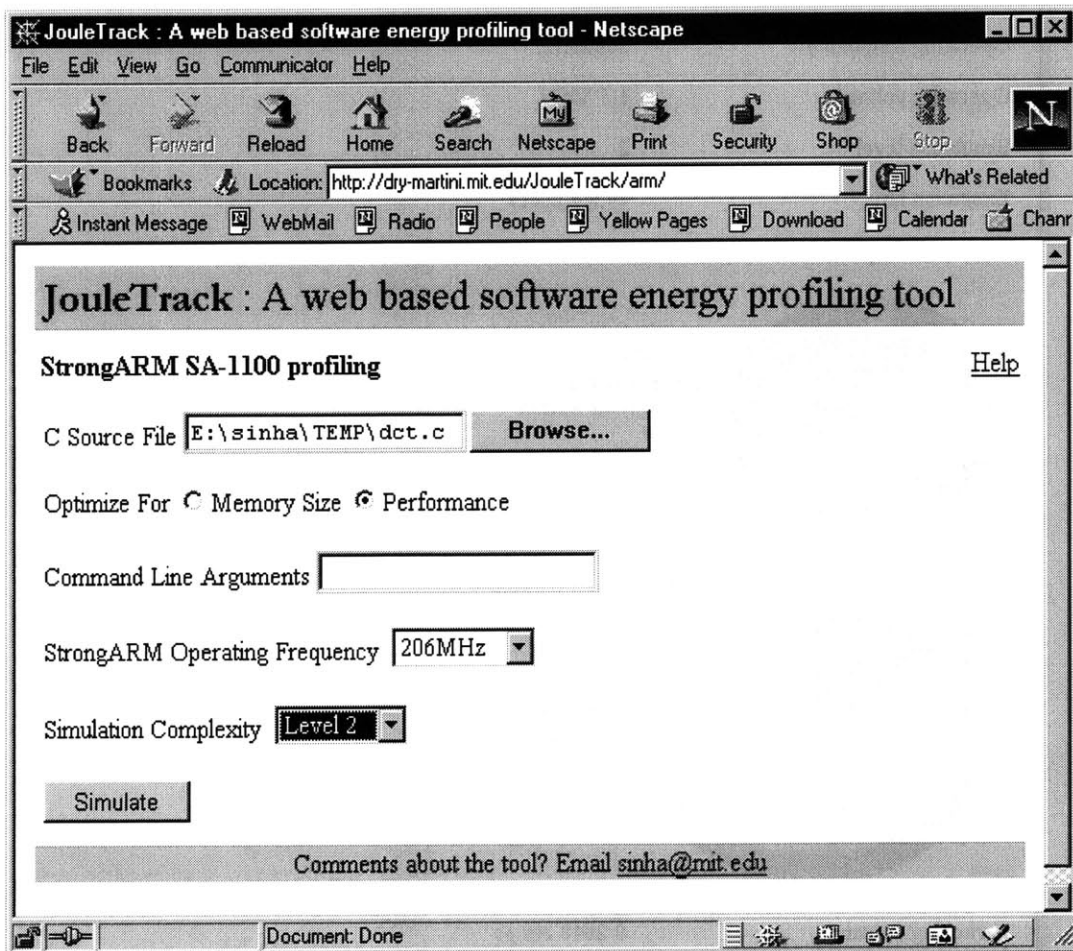 JouleTrack : A web based software energy profiling tool - Netscape
File Edit View Go Communicator Help
Back Forward Reload Home Search Netscape Print Security Shop Stop
My
N
Bookmarks Location: http://dry-martini.mit.edu/JouleTrack/arm/ What's Related
Instant Message WebMail Radio People Yellow Pages Download Calendar Chann
JouleTrack : A web based software energy profiling tool
StrongARM SA-1100 profiling Help
C Source File E:\sinha\TEMP\dct.c Browse...
Optimize For Memory Size Performance
Command Line Arguments
StrongARM Operating Frequency 206MHz
Simulation Complexity Level 2
Simulate
Comments about the tool? Email sinha@mit.edu
Document: Done